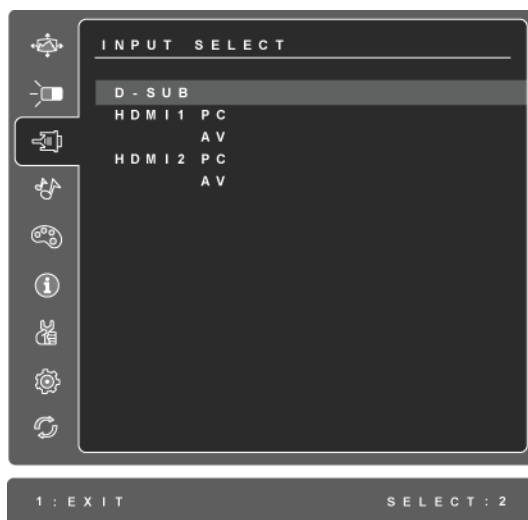 INPUT SELECT
D-SUB
HDMI1 PC
AV
HDMI2 PC
AV
1:EXIT SELECT:2